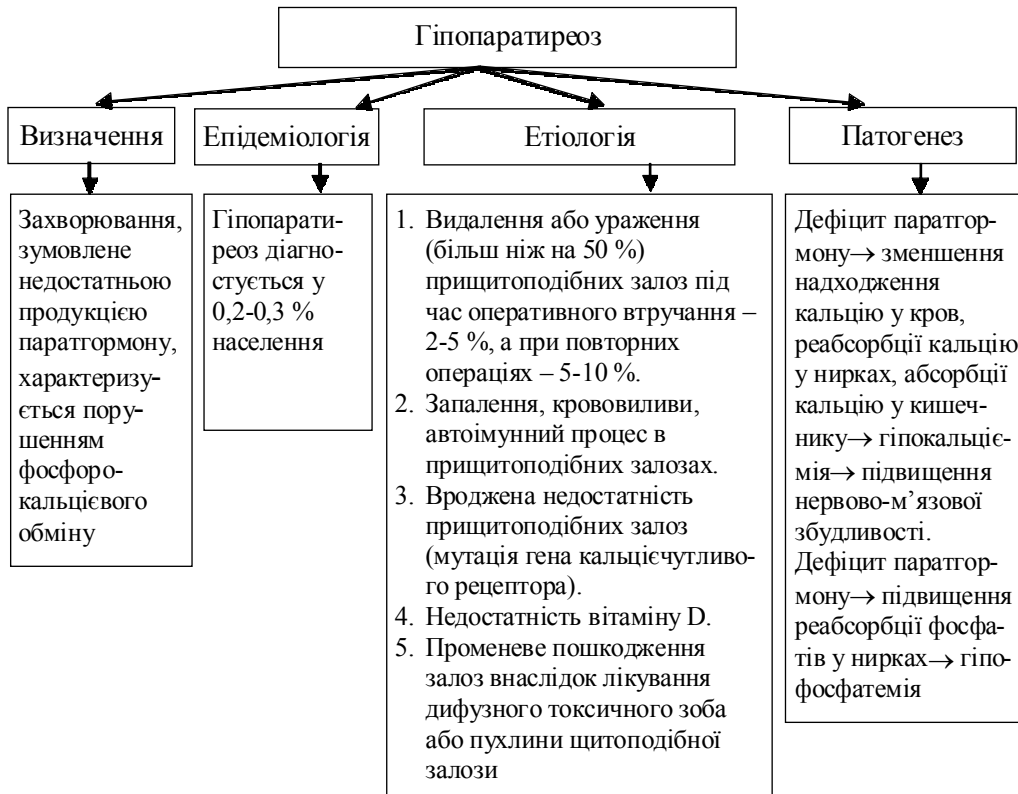 Гіпопаратиреоз
Визначення
Епідеміологія
Етіологія
Патогенез
Захворювання,
зумовлене
недостатньою
продукцією
паратгормону,
характеризу-
ється пору-
шенням
фосфоро-
кальцієвого
обміну
Гіпопарати-
реоз діагно-
стується у
0,2-0,3 %
населення
1. Видалення або ураження
(більш ніж на 50 %)
прищитоподібних залоз під
час оперативного втручання –
2-5 %, а при повторних
операціях – 5-10 %.
2. Запалення, крововиливи,
автоімунний процес в
прищитоподібних залозах.
3. Вроджена недостатність
прищитоподібних залоз
(мутація гена кальцієчутливо-
го рецептора).
4. Недостатність вітаміну D.
5. Променеве пошкодження
залоз внаслідок лікування
дифузного токсичного зоба
або пухлини щитоподібної
залози
Дефіцит паратгор-
мону→ зменшення
надходження
кальцію у кров,
реабсорбції кальцію
у нирках, абсорбції
кальцію у кишеч-
нику→ гіпокальціє-
мія→ підвищення
нервово-м’язової
збудливості.
Дефіцит паратгор-
мону→ підвищення
реабсорбції фосфа-
тів у нирках→ гіпо-
фосфатемія